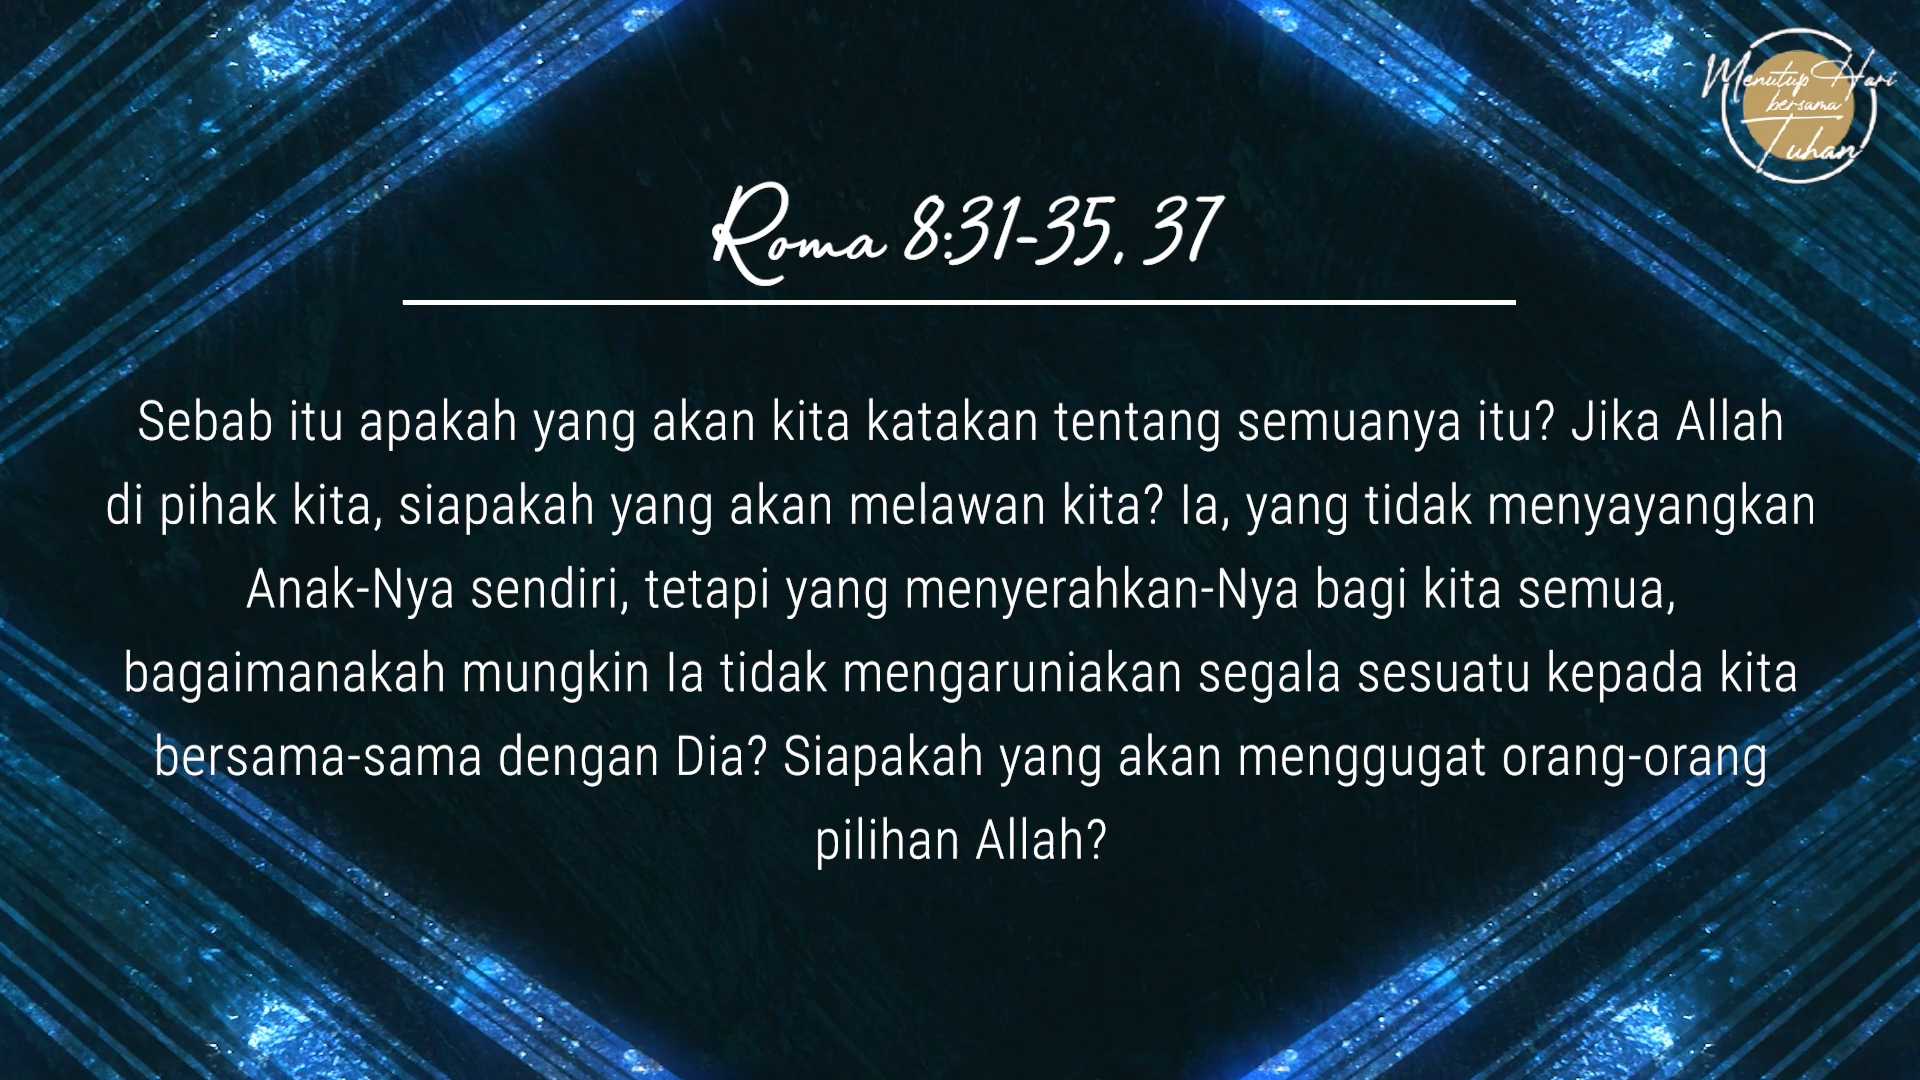 Menutup Hari
bersama
Tuhan
Roma 8:31-35, 37
Sebab itu apakah yang akan kita katakan tentang semuanya itu? Jika Allah
di pihak kita, siapakah yang akan melawan kita? Ia, yang tidak menyayangkan
Anak-Nya sendiri, tetapi yang menyerahkan-Nya bagi kita semua,
bagaimanakah mungkin Ia tidak mengaruniakan segala sesuatu kepada kita
bersama-sama dengan Dia? Siapakah yang akan menggugat orang-orang
pilihan Allah?